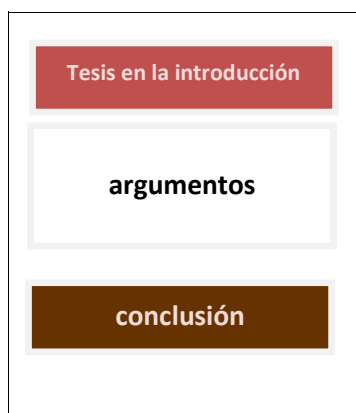 Tesis en la introducción
argumentos
conclusión